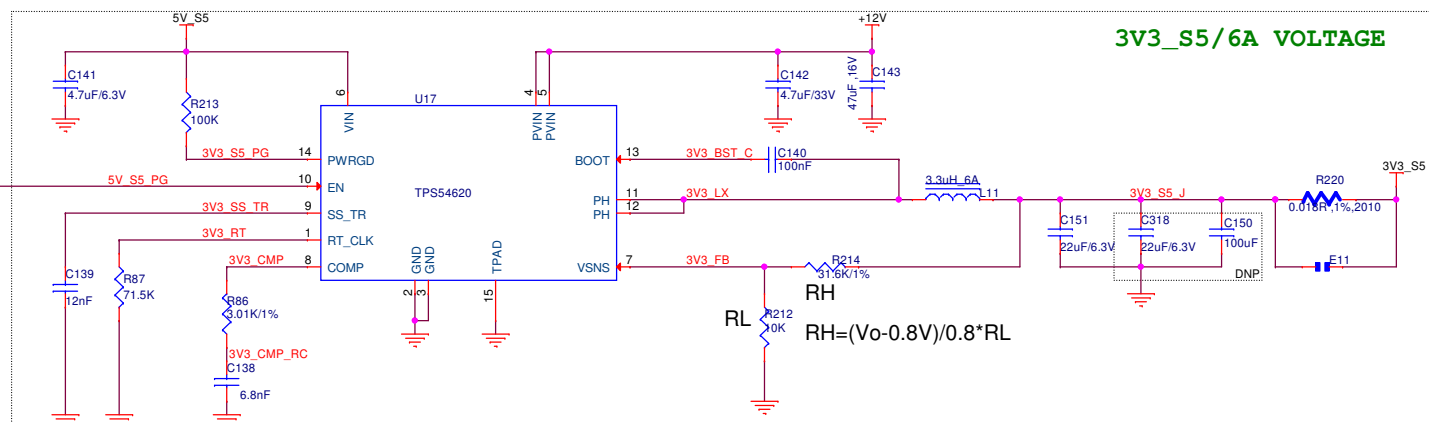 5V_S5
+12V
3V3_S5/6A VOLTAGE
C141
4.7uF/6.3V
R213
100K
6
VIN
U17
4
5
PVIN
PVIN
C142
4.7uF/33V
47uF ,16V
C143
3V3_S5_PG
14
PWRGD
BOOT
13
3V3_BST_C
C140
100nF
5V_S5_PG
10
EN
TPS54620
3V3_SS_TR
9
SS_TR
PH
11
PH
12
3V3_LX
3.3uH_6A
L11
3V3_S5_J
R220
0.018R ,1%,2010
3V3_S5
3V3_RT
1
RT_CLK
3V3_CMP
8
COMP
GND
GND
2
3
TPAD
15
VSNS
7
3V3_FB
R214
31.6K/1%
C151
22uF/6.3V
C318
22uF/6.3V
C150
100uF
DNP
E11
C139
12nF
R87
71.5K
R86
3.01K/1%
3V3_CMP_RC
C138
6.8nF
RH
RL
R212
10K
RH=(Vo-0.8V)/0.8*RL